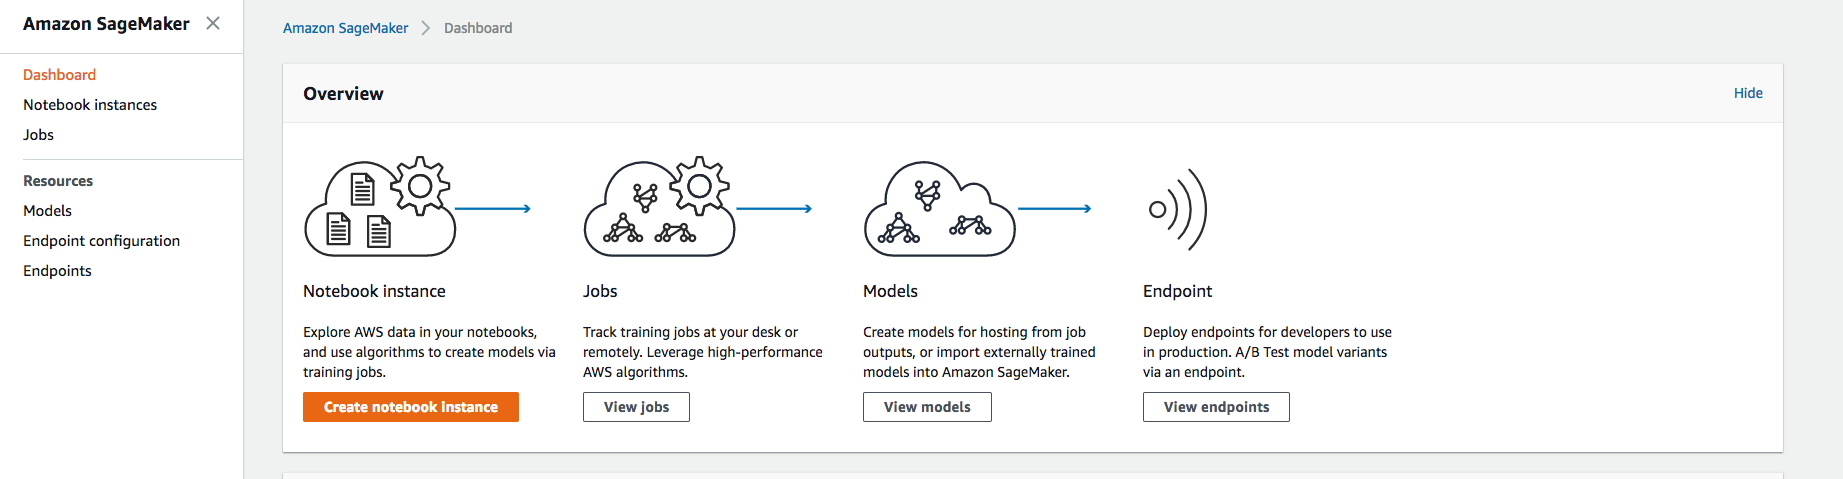 Amazon SageMaker
Dashboard
Notebook instances
Jobs
Resources
Models
Endpoint configuration
Endpoints
Amazon SageMaker
Dashboard
Overview
Hide
Notebook instance
Explore AWS data in your notebooks,
and use algorithms to create models via
training jobs.
Create notebook instance
Jobs
Track training jobs at your desk or
remotely. Leverage high-performance
AWS algorithms.
View jobs
Models
Create models for hosting from job
outputs, or import externally trained
models into Amazon SageMaker.
View models
Endpoint
Deploy endpoints for developers to use
in production. A/B Test model variants
via an endpoint.
View endpoints